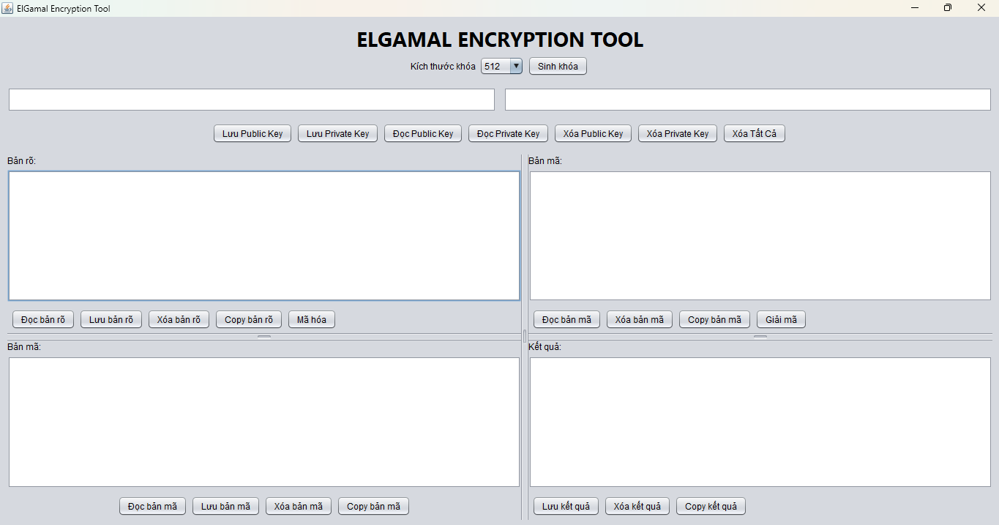 ElGamal Encryption Tool
ELGAMAL ENCRYPTION TOOL
Kích thước khóa 512 Sinh khóa
Lưu Public Key Lưu Private Key Đọc Public Key Đọc Private Key Xóa Public Key Xóa Private Key Xóa Tất Cả
Bản rõ:
Đọc bản rõ Lưu bản rõ Xóa bản rõ Copy bản rõ Mã hóa
Bản mã:
Đọc bản mã Xóa bản mã Copy bản mã Giải mã
Bản mã:
Đọc bản mã Lưu bản mã Xóa bản mã Copy bản mã
Kết quả:
Lưu kết quả Xóa kết quả Copy kết quả